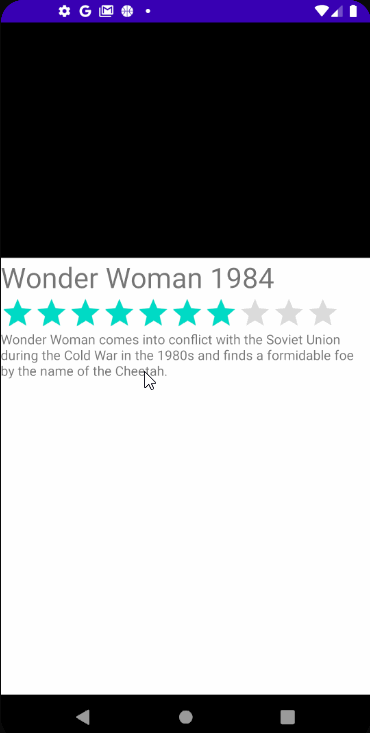 Wonder Woman 1984
Wonder Woman comes into conflict with the Soviet Union
during the Cold War in the 1980s and finds a formidable foe
by the name of the Cheetah.